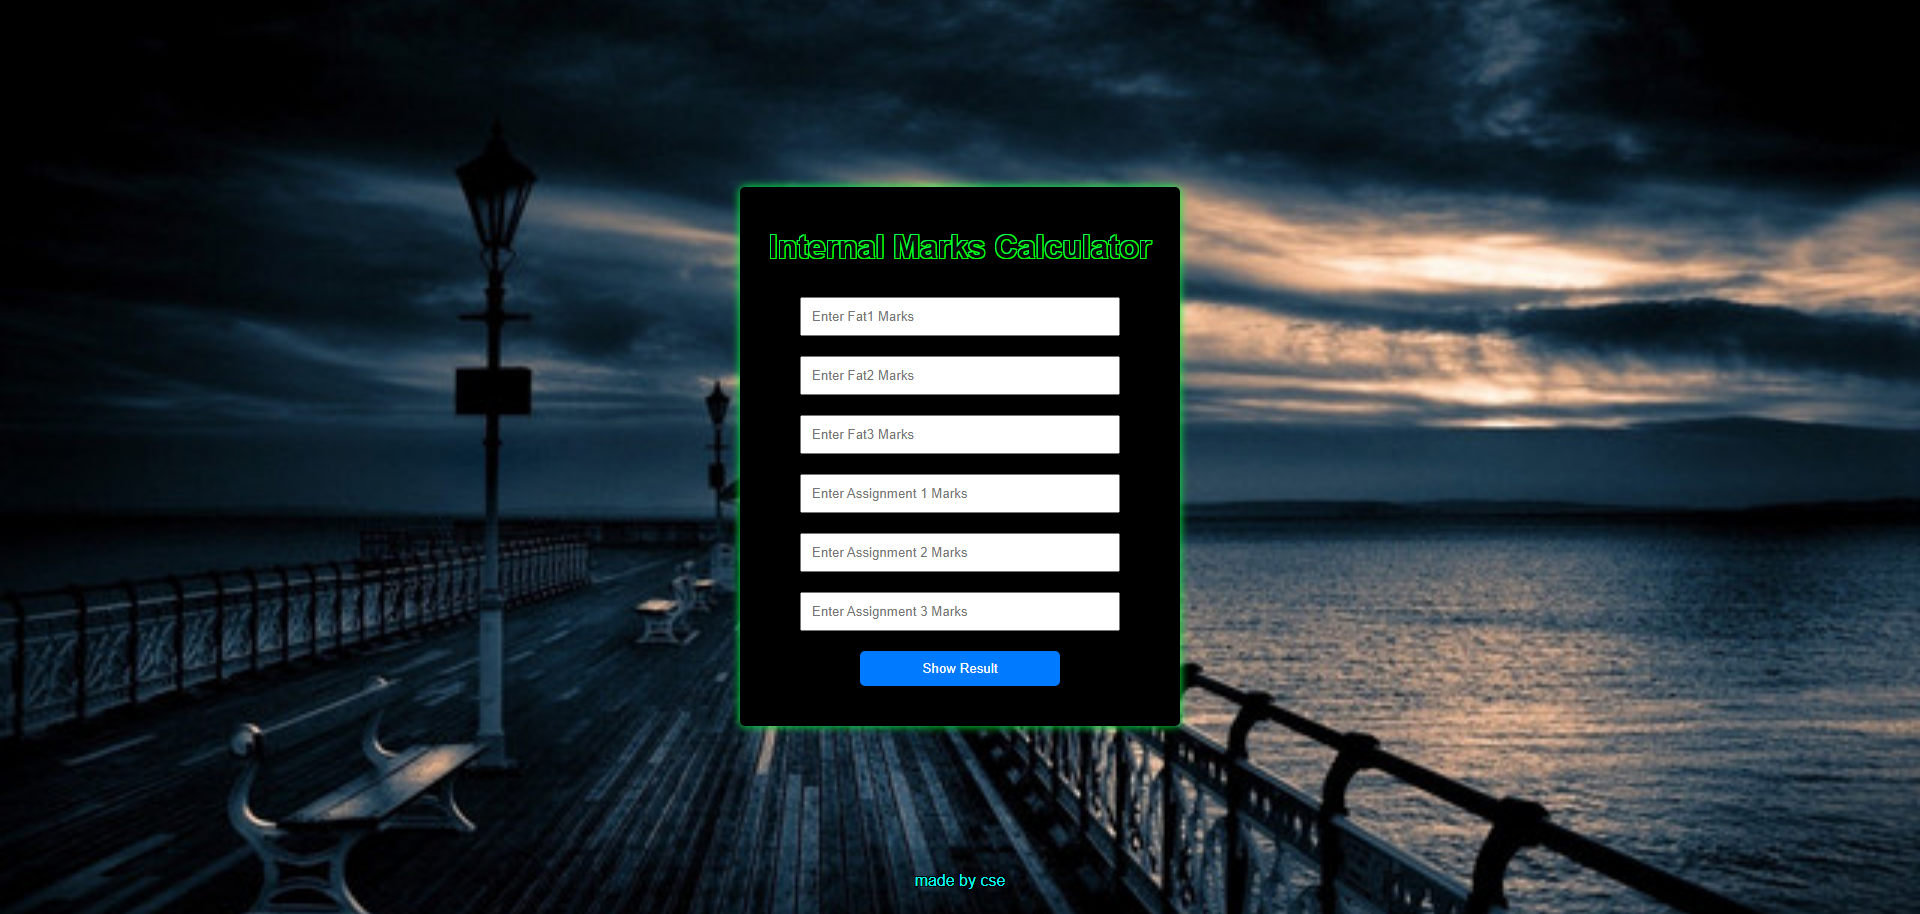 Internal Marks Calculator
Enter Fat1 Marks
Enter Fat2 Marks
Enter Fat3 Marks
Enter Assignment 1 Marks
Enter Assignment 2 Marks
Enter Assignment 3 Marks
Show Result
made by cse